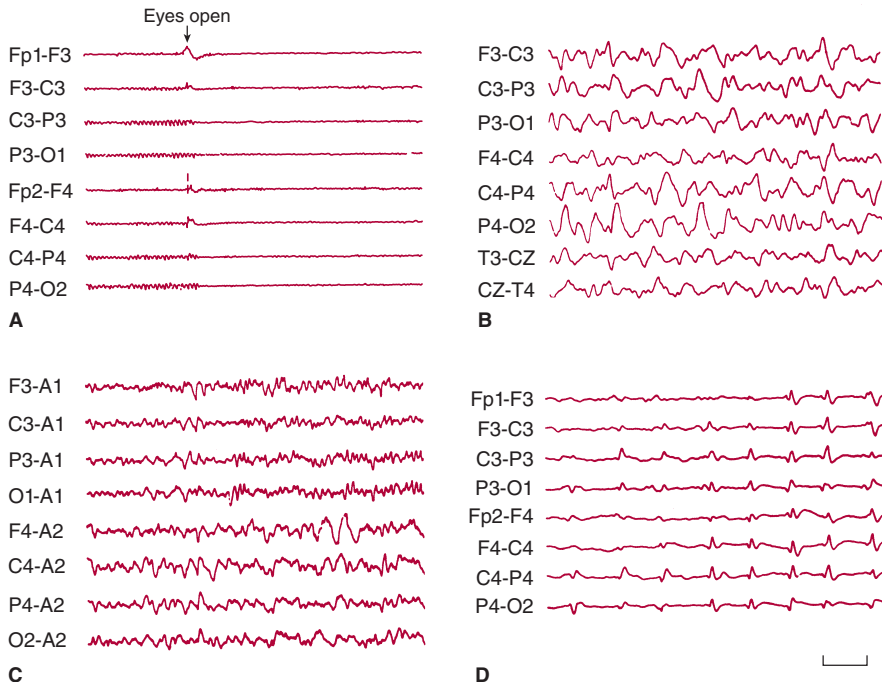 Eyes open
Fp1-F3
F3-C3
C3-P3
P3-O1
Fp2-F4
F4-C4
C4-P4
P4-O2
A
F3-C3
C3-P3
P3-O1
F4-C4
C4-P4
P4-O2
T3-CZ
CZ-T4
B
F3-A1
C3-A1
P3-A1
O1-A1
F4-A2
C4-A2
P4-A2
O2-A2
C
Fp1-F3
F3-C3
C3-P3
P3-O1
Fp2-F4
F4-C4
C4-P4
P4-O2
D